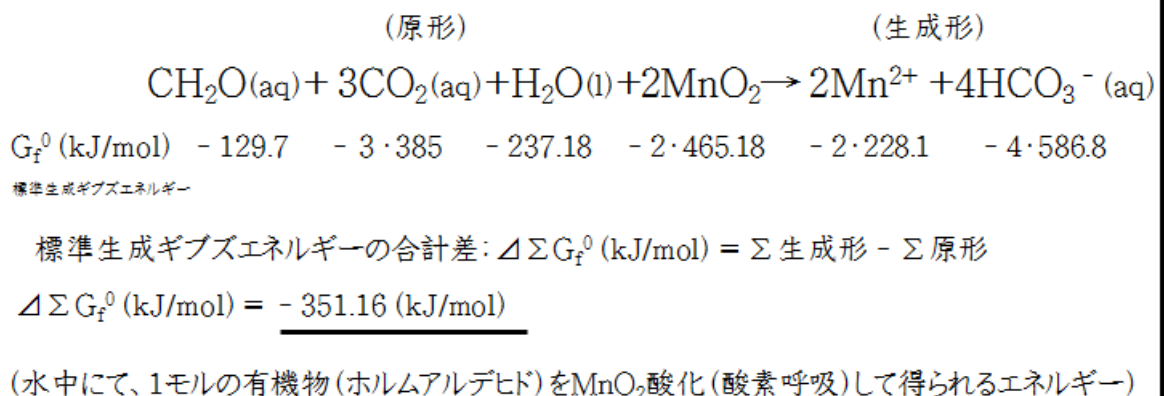 (原形) (生成形)
CH₂O(aq)+ 3CO₂(aq)+H₂O(l)+2MnO₂→ 2Mn²⁺ +4HCO₃⁻ (aq)
G_f⁰ (kJ/mol) －129.7 －3･385 －237.18 －2･465.18 －2･228.1 －4･586.8
標準生成ギブズエネルギー
標準生成ギブズエネルギーの合計差:⊿ΣG_f⁰ (kJ/mol) = Σ生成形－Σ原形
⊿ΣG_f⁰ (kJ/mol) = －351.16 (kJ/mol)
(水中にて、1モルの有機物(ホルムアルデヒド)をMnO₂酸化(酸素呼吸)して得られるエネルギー)